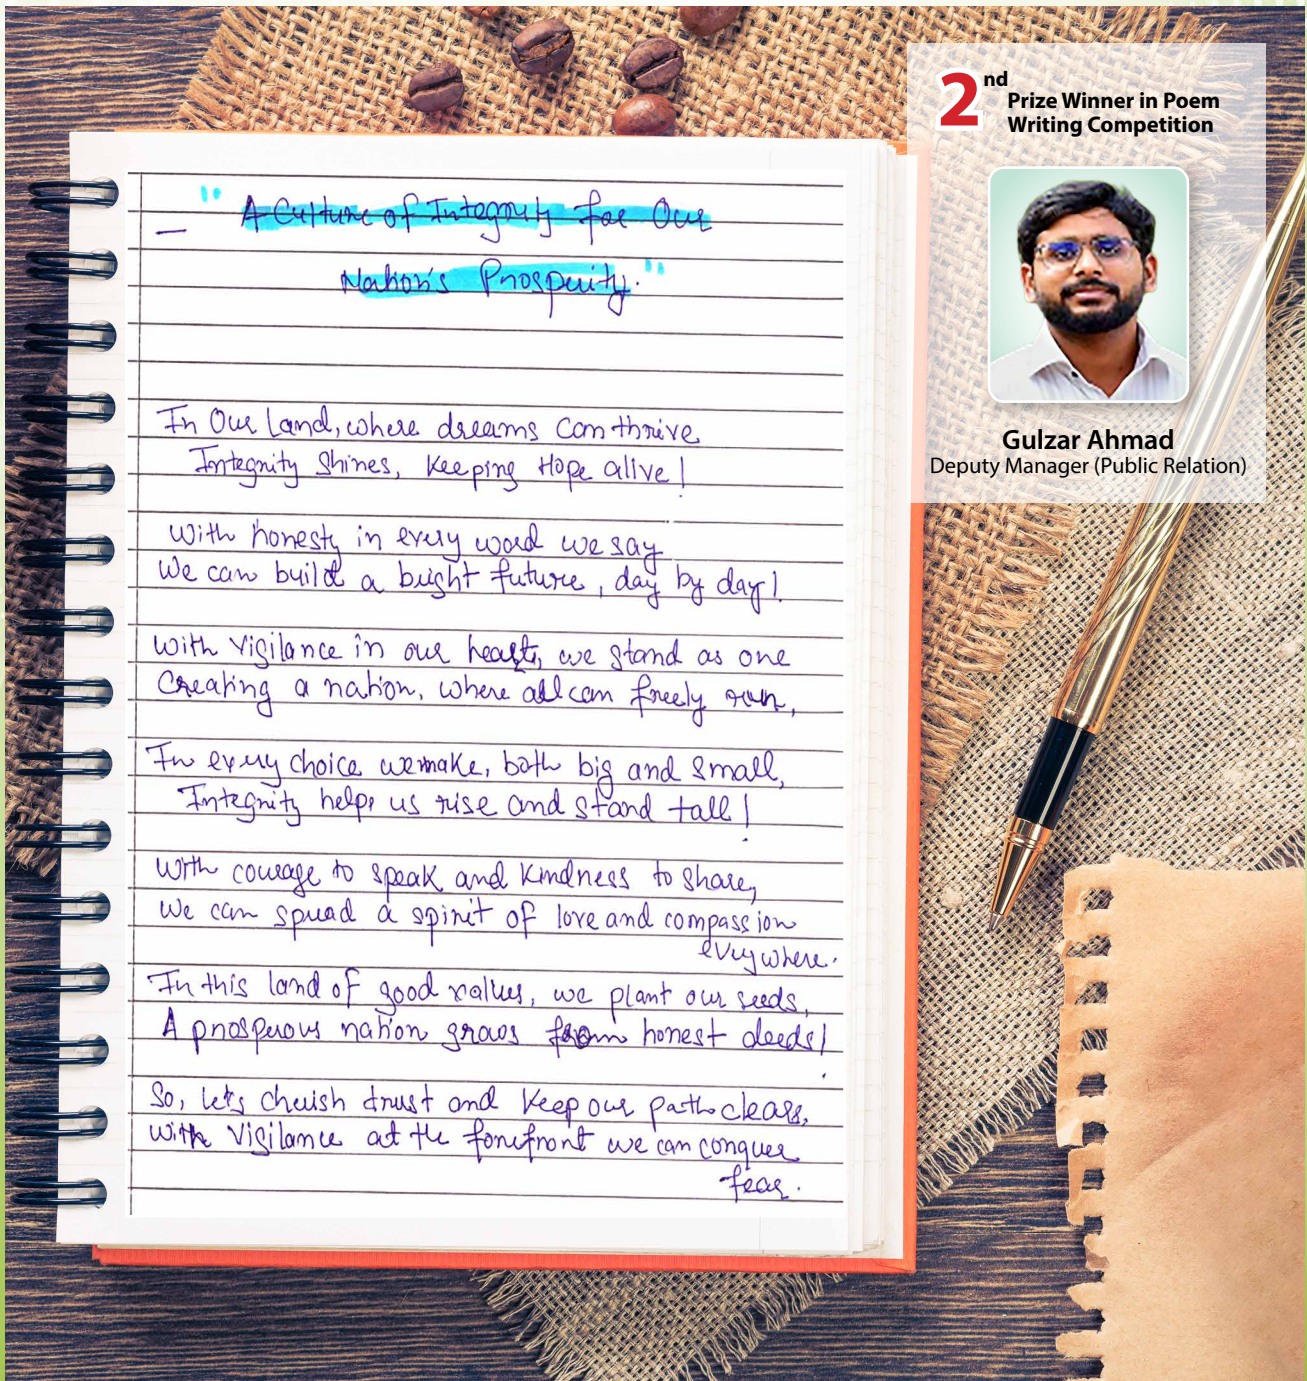 "A Culture of Integrity for Our
Nation's Prosperity."
In Our Land, where dreams can thrive
Integrity Shines, Keeping Hope alive!
With honesty in every word we say
We can build a bright future, day by day!
With Vigilance in our hearts, we stand as one
Creating a nation, where all can freely run,
In every choice we make, both big and small,
Integrity helps us rise and stand tall!
With courage to speak and kindness to share,
We can spread a spirit of love and compassion
everywhere.
In this land of good values, we plant our seeds,
A prosperous nation grows from honest deeds!
So, let's cherish trust and keep our path clear,
with Vigilance at the forefront we can conquer
fear.
2nd
Prize Winner in Poem
Writing Competition
Gulzar Ahmad
Deputy Manager (Public Relation)